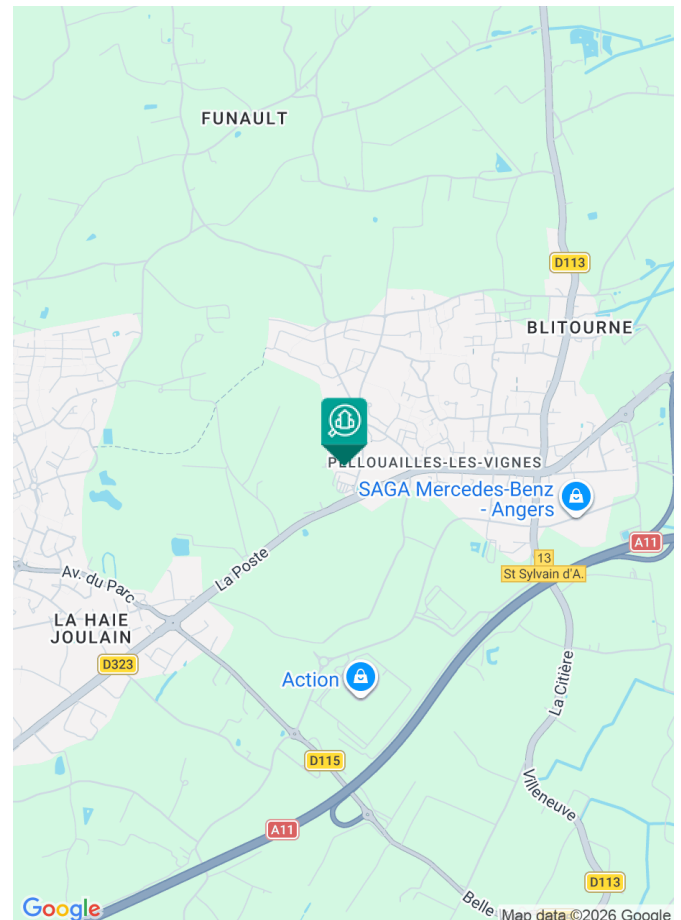 FUNAULT
D113
BLITOURNE
PELLOUAILLES-LES-VIGNES
SAGA Mercedes-Benz
- Angers
A11
13
St Sylvain d'A.
La Poste
Av. du Parc
LA HAIE
JOULAIN
D323
Action
La Citière
D115
Villeneuve
A11
D113
Belle
Google
Map data ©2026 Google